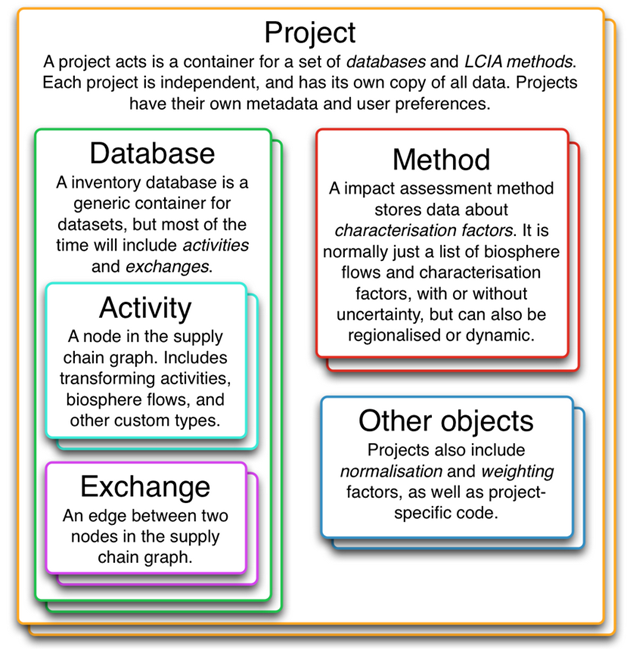 Project
A project acts is a container for a set of databases and LCIA methods.
Each project is independent, and has its own copy of all data. Projects
have their own metadata and user preferences.
Database
A inventory database is a
generic container for
datasets, but most of the
time will include activities
and exchanges.
Activity
A node in the supply
chain graph. Includes
transforming activities,
biosphere flows, and
other custom types.
Exchange
An edge between two
nodes in the supply
chain graph.
Method
A impact assessment method
stores data about
characterisation factors. It is
normally just a list of biosphere
flows and characterisation
factors, with or without
uncertainty, but can also be
regionalised or dynamic.
Other objects
Projects also include
normalisation and weighting
factors, as well as project-
specific code.